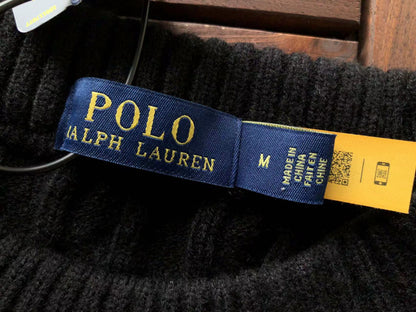 POLO
RALPH LAUREN
M
MADE IN
CHINA
FAIT EN
CHINE